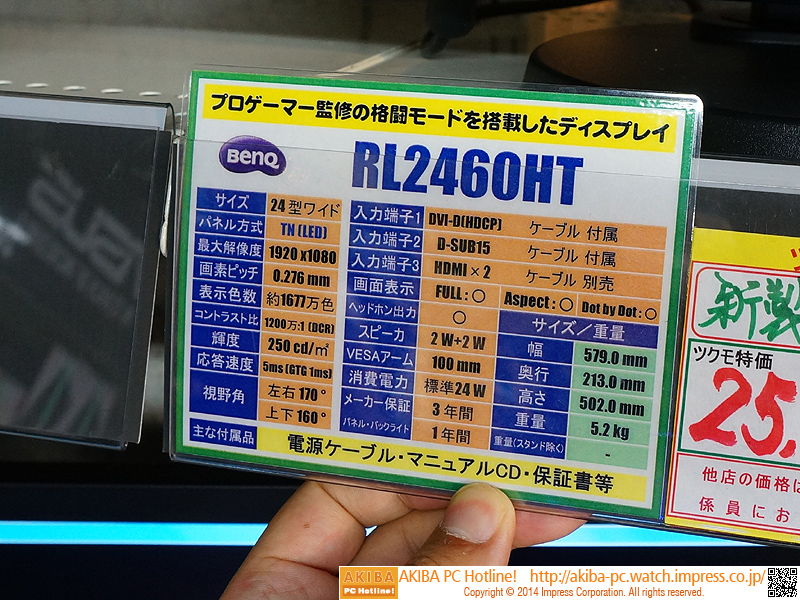 プロゲーマー監修の格闘モードを搭載したディスプレイ
BenQ
RL2460HT
サイズ 24型ワイド
パネル方式 TN (LED)
最大解像度 1920 x1080
画素ピッチ 0.276 mm
表示色数 約1677万色
コントラスト比 1200万:1 (DCR)
輝度 250 cd/㎡
応答速度 5ms (GTG 1ms)
視野角 左右 170°
上下 160°
入力端子1 DVI-D(HDCP) ケーブル 付属
入力端子2 D-SUB15 ケーブル 付属
入力端子3 HDMI × 2 ケーブル 別売
画面表示 FULL : ○ Aspect : ○ Dot by Dot : ○
ヘッドホン出力 ○
スピーカ 2 W+2 W
VESAアーム 100 mm
消費電力 標準24 W
メーカー保証 3 年間
パネル・バックライト 1 年間
サイズ／重量
幅 579.0 mm
奥行 213.0 mm
高さ 502.0 mm
重量 5.2 kg
重量(スタンド除く) -
主な付属品 電源ケーブル・マニュアルCD・保証書等
新製
ツクモ特価
25.
他店の価格は
係員にお
AKIBA PC Hotline!
AKIBA PC Hotline! http://akiba-pc.watch.impress.co.jp/
Copyright © 2014 Impress Corporation. All rights reserved.